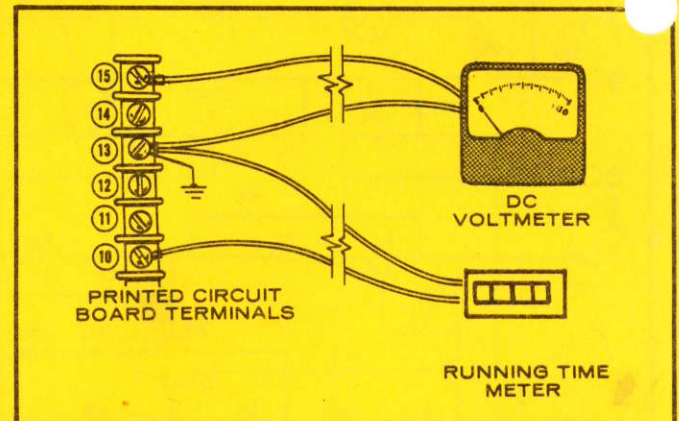 15
14
13
12
11
10
DC
VOLTMETER
PRINTED CIRCUIT
BOARD TERMINALS
RUNNING TIME
METER